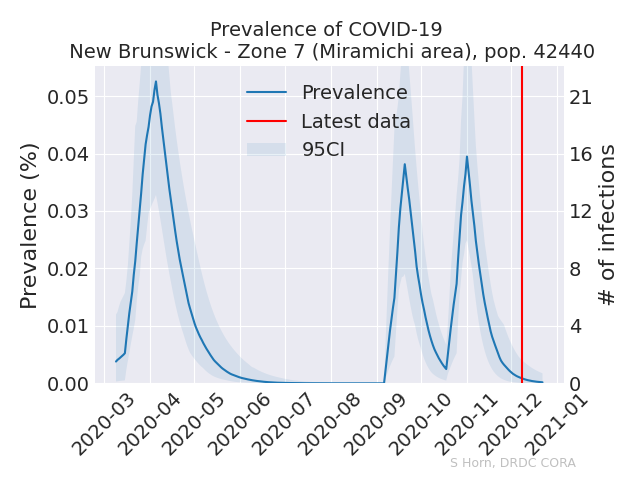 Prevalence of COVID-19
New Brunswick - Zone 7 (Miramichi area), pop. 42440
Prevalence
Latest data
95CI
Prevalence (%)
0.05
0.04
0.03
0.02
0.01
0.00
# of infections
21
16
12
8
4
0
2020-03
2020-04
2020-05
2020-06
2020-07
2020-08
2020-09
2020-10
2020-11
2020-12
2021-01
S Horn, DRDC CORA